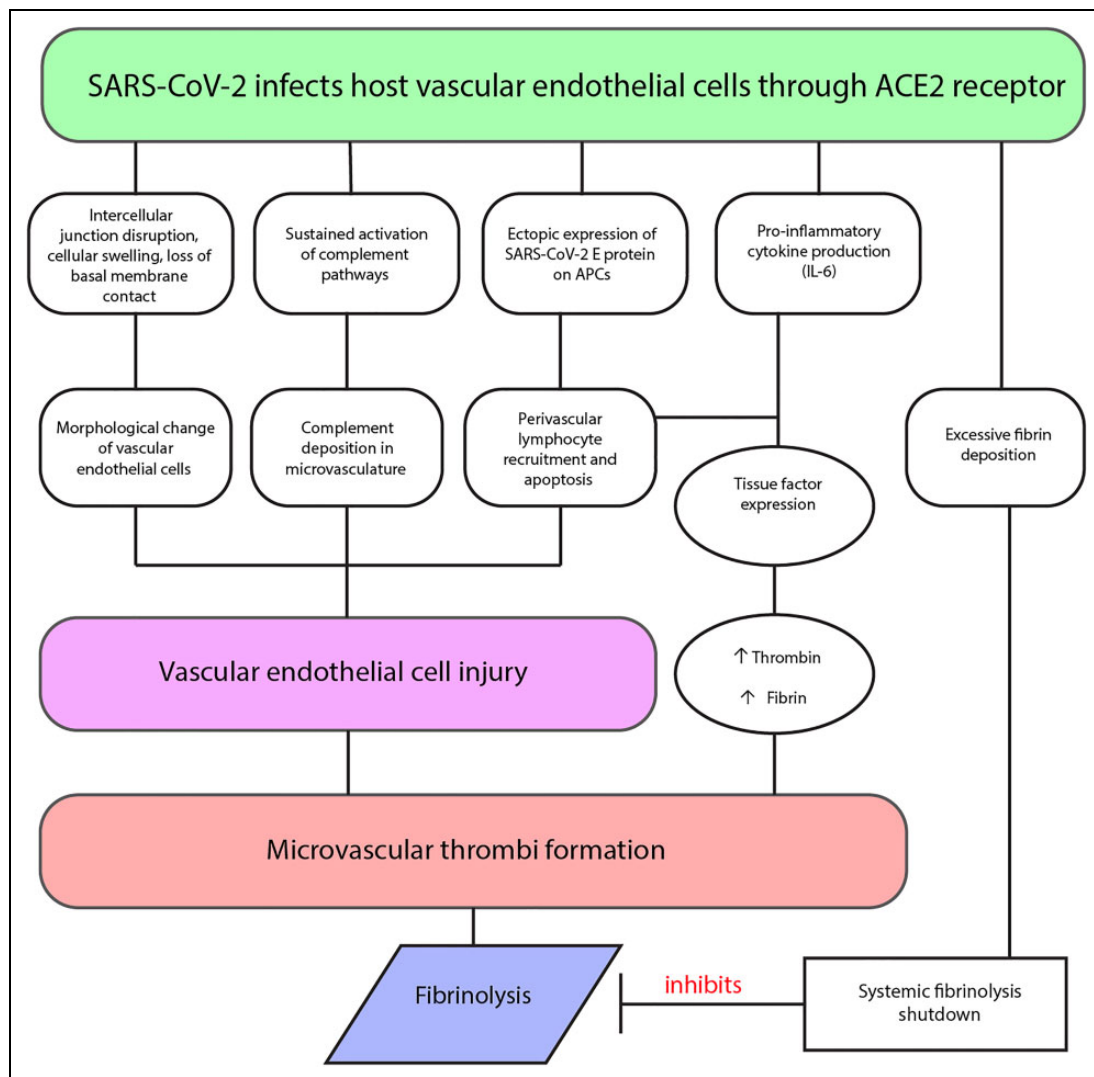 SARS-CoV-2 infects host vascular endothelial cells through ACE2 receptor
Intercellular
junction disruption,
cellular swelling, loss of
basal membrane
contact
Sustained activation
of complement
pathways
Ectopic expression of
SARS-CoV-2 E protein
on APCs
Pro-inflammatory
cytokine production
(IL-6)
Morphological change
of vascular
endothelial cells
Complement
deposition in
microvasculature
Perivascular
lymphocyte
recruitment and
apoptosis
Tissue factor
expression
Excessive fibrin
deposition
Vascular endothelial cell injury
↑ Thrombin
↑ Fibrin
Microvascular thrombi formation
Fibrinolysis
inhibits
Systemic fibrinolysis
shutdown